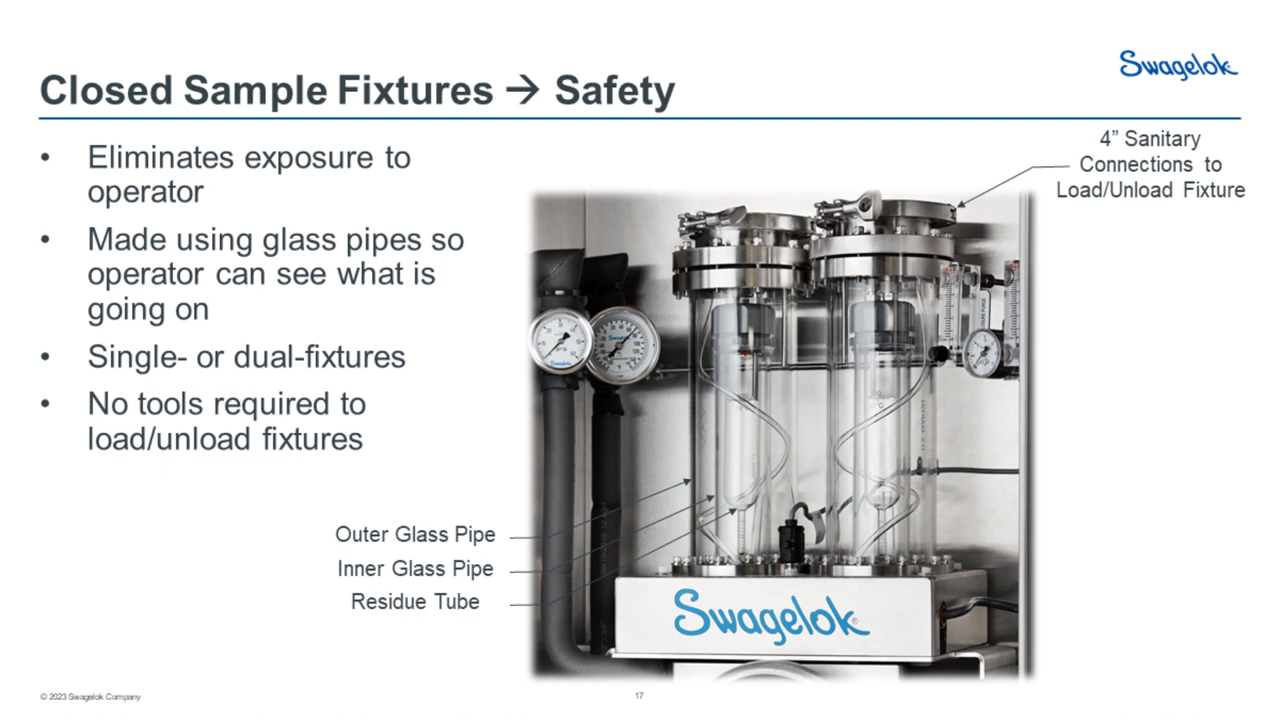 Swagelok
Closed Sample Fixtures → Safety
• Eliminates exposure to
operator
• Made using glass pipes so
operator can see what is
going on
• Single- or dual-fixtures
• No tools required to
load/unload fixtures
4” Sanitary
Connections to
Load/Unload Fixture
Outer Glass Pipe
Inner Glass Pipe
Residue Tube
Swagelok®
© 2023 Swagelok Company
17